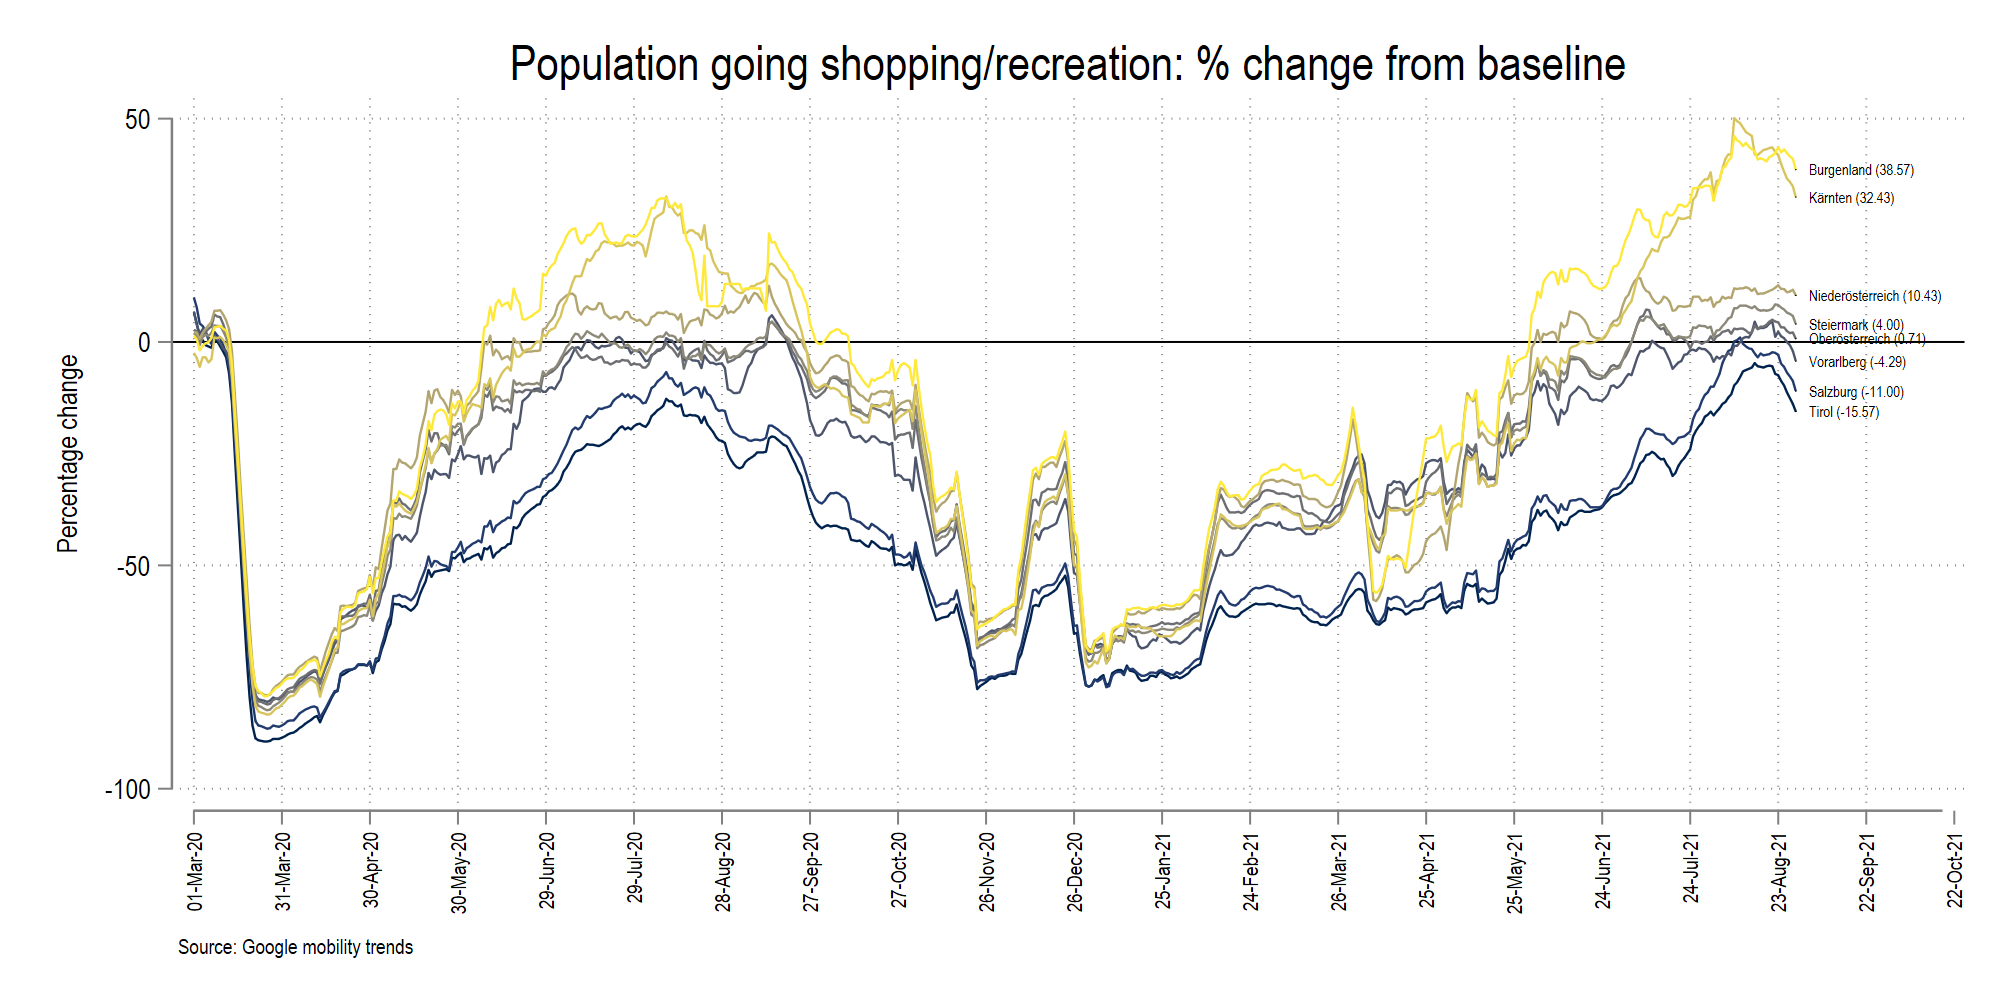 Population going shopping/recreation: % change from baseline
Percentage change
50
0
-50
-100
Burgenland (38.57)
Kärnten (32.43)
Niederösterreich (10.43)
Steiermark (4.00)
Oberösterreich (0.71)
Vorarlberg (-4.29)
Salzburg (-11.00)
Tirol (-15.57)
01-Mar-20
31-Mar-20
30-Apr-20
30-May-20
29-Jun-20
29-Jul-20
28-Aug-20
27-Sep-20
27-Oct-20
26-Nov-20
26-Dec-20
25-Jan-21
24-Feb-21
26-Mar-21
25-Apr-21
25-May-21
24-Jun-21
24-Jul-21
23-Aug-21
22-Sep-21
22-Oct-21
Source: Google mobility trends